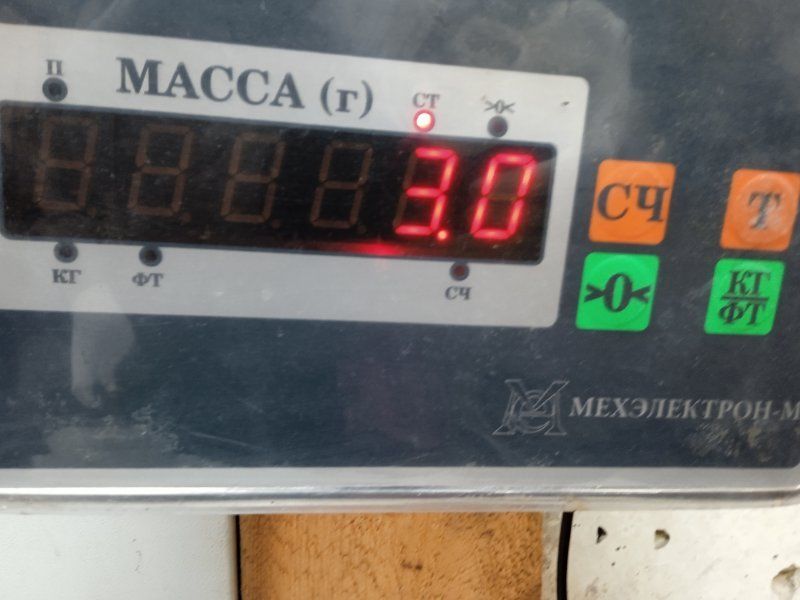 П
МАССА (г)
СТ
>0<
3.0
КГ
ФТ
СЧ
СЧ
Т
>0<
КГ
ФТ
МЕХЭЛЕКТРОН-М